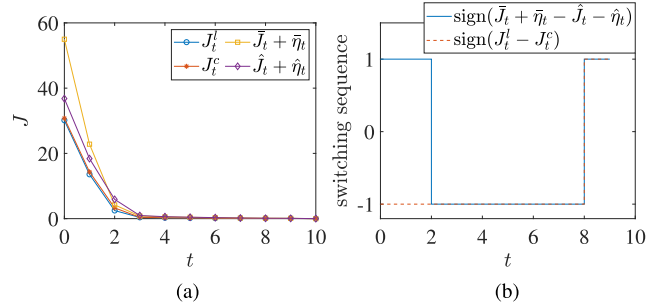 60
40
20
0
J
0 2 4 6 8 10
t
J_t^l
J̄_t + η̄_t
J_t^c
Ĵ_t + η̂_t
(a)
sign(J̄_t + η̄_t − Ĵ_t − η̂_t)
sign(J_t^l − J_t^c)
switching sequence
1
0
-1
0 2 4 6 8 10
t
(b)